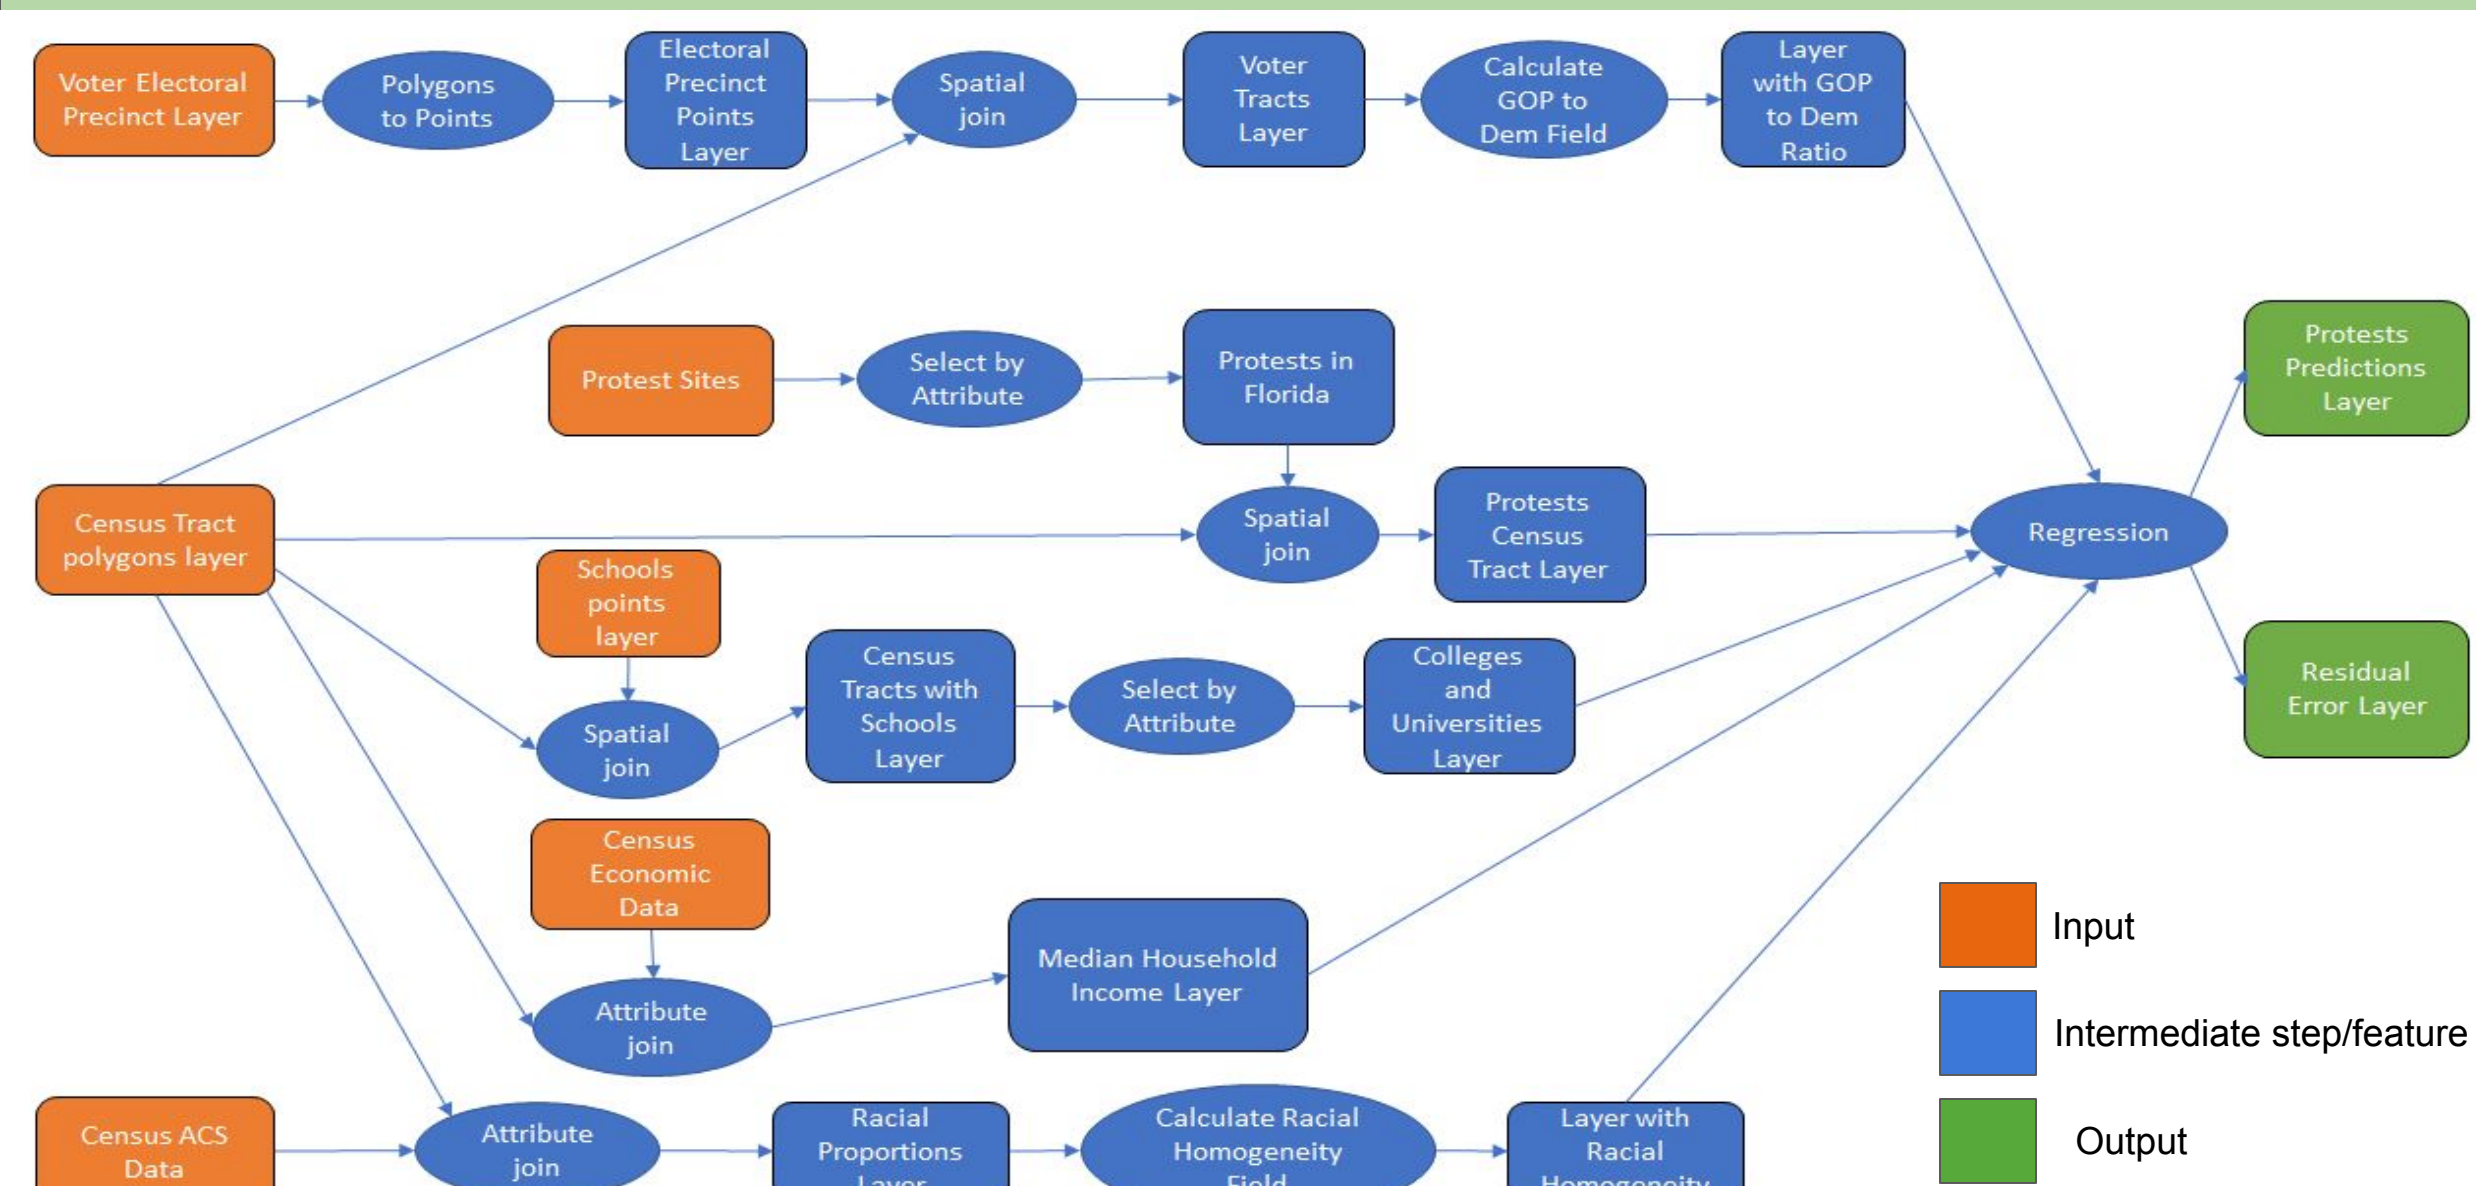 Voter Electoral
Precinct Layer
Polygons
to Points
Electoral
Precinct
Points
Layer
Spatial
join
Voter
Tracts
Layer
Calculate
GOP to
Dem Field
Layer
with GOP
to Dem
Ratio
Protest Sites
Select by
Attribute
Protests in
Florida
Protests
Predictions
Layer
Census Tract
polygons layer
Spatial
join
Protests
Census
Tract Layer
Regression
Schools
points
layer
Spatial
join
Census
Tracts with
Schools
Layer
Select by
Attribute
Colleges
and
Universities
Layer
Residual
Error Layer
Census
Economic
Data
Attribute
join
Median Household
Income Layer
Census ACS
Data
Attribute
join
Racial
Proportions
Layer
Calculate Racial
Homogeneity
Field
Layer with
Racial
Homogeneity
Input
Intermediate step/feature
Output